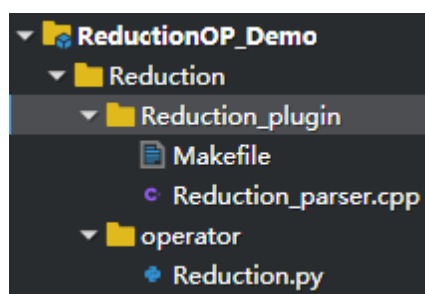 ReductionOP_Demo
Reduction
Reduction_plugin
Makefile
Reduction_parser.cpp
operator
Reduction.py